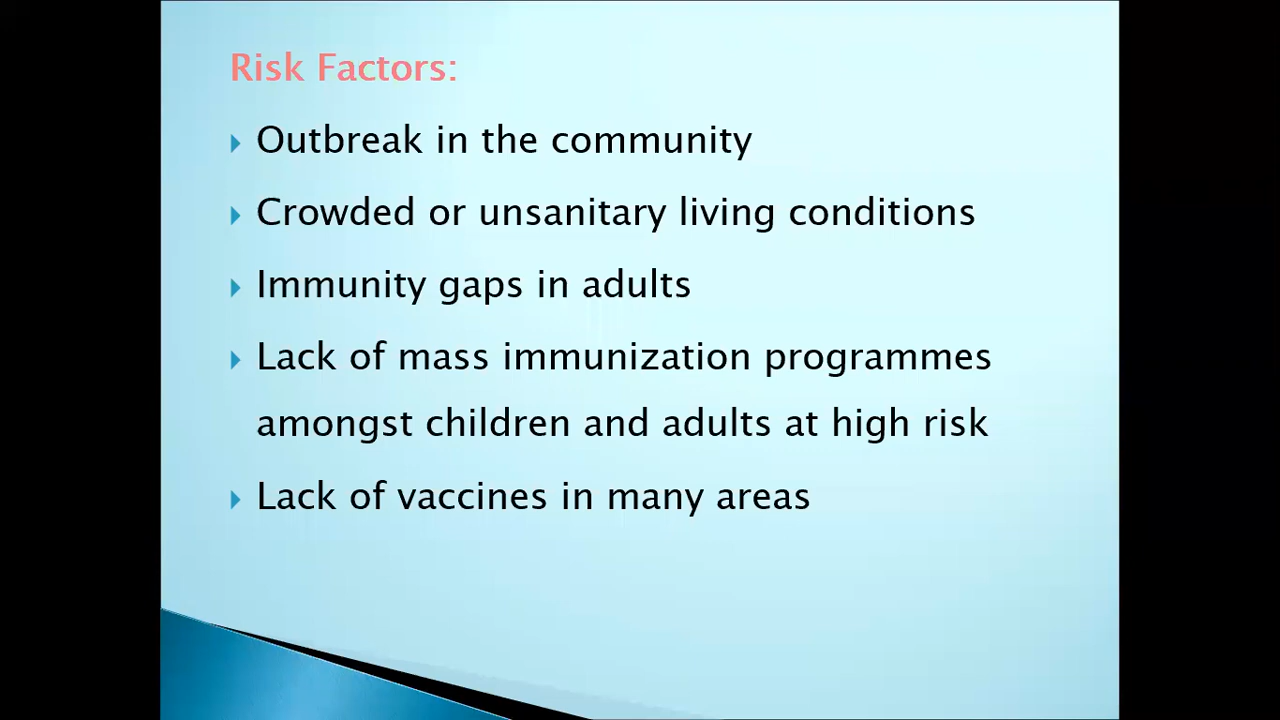 Risk Factors:
Outbreak in the community
Crowded or unsanitary living conditions
Immunity gaps in adults
Lack of mass immunization programmes
amongst children and adults at high risk
Lack of vaccines in many areas